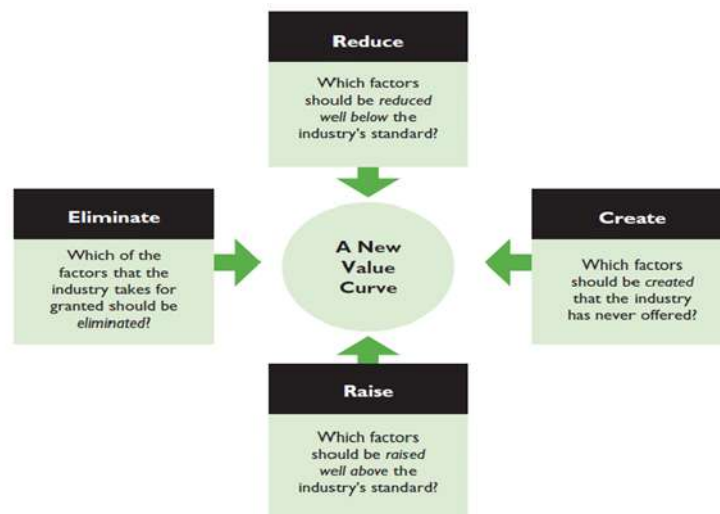 Reduce
Which factors
should be reduced
well below the
industry's standard?
Eliminate
Which of the
factors that the
industry takes for
granted should be
eliminated?
A New
Value
Curve
Create
Which factors
should be created
that the industry
has never offered?
Raise
Which factors
should be raised
well above the
industry's standard?